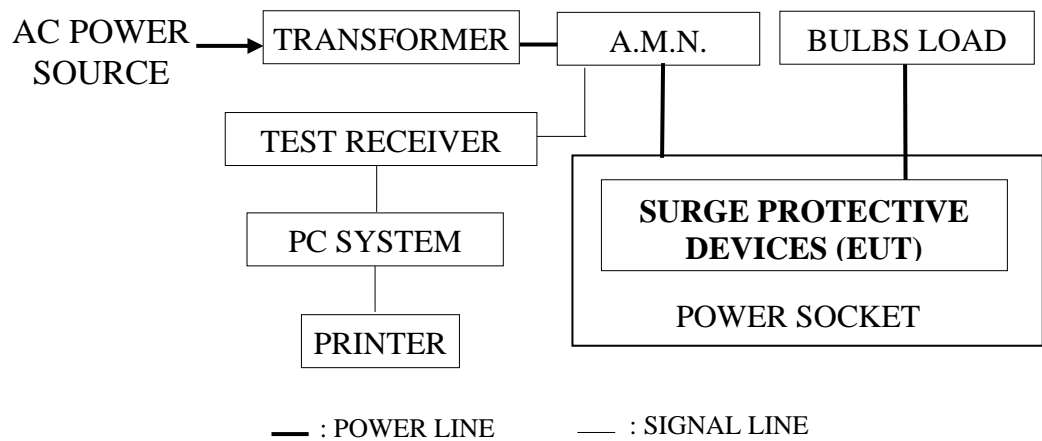 AC POWER
SOURCE
TRANSFORMER
A.M.N.
BULBS LOAD
TEST RECEIVER
SURGE PROTECTIVE
DEVICES (EUT)
PC SYSTEM
POWER SOCKET
PRINTER
: POWER LINE
: SIGNAL LINE